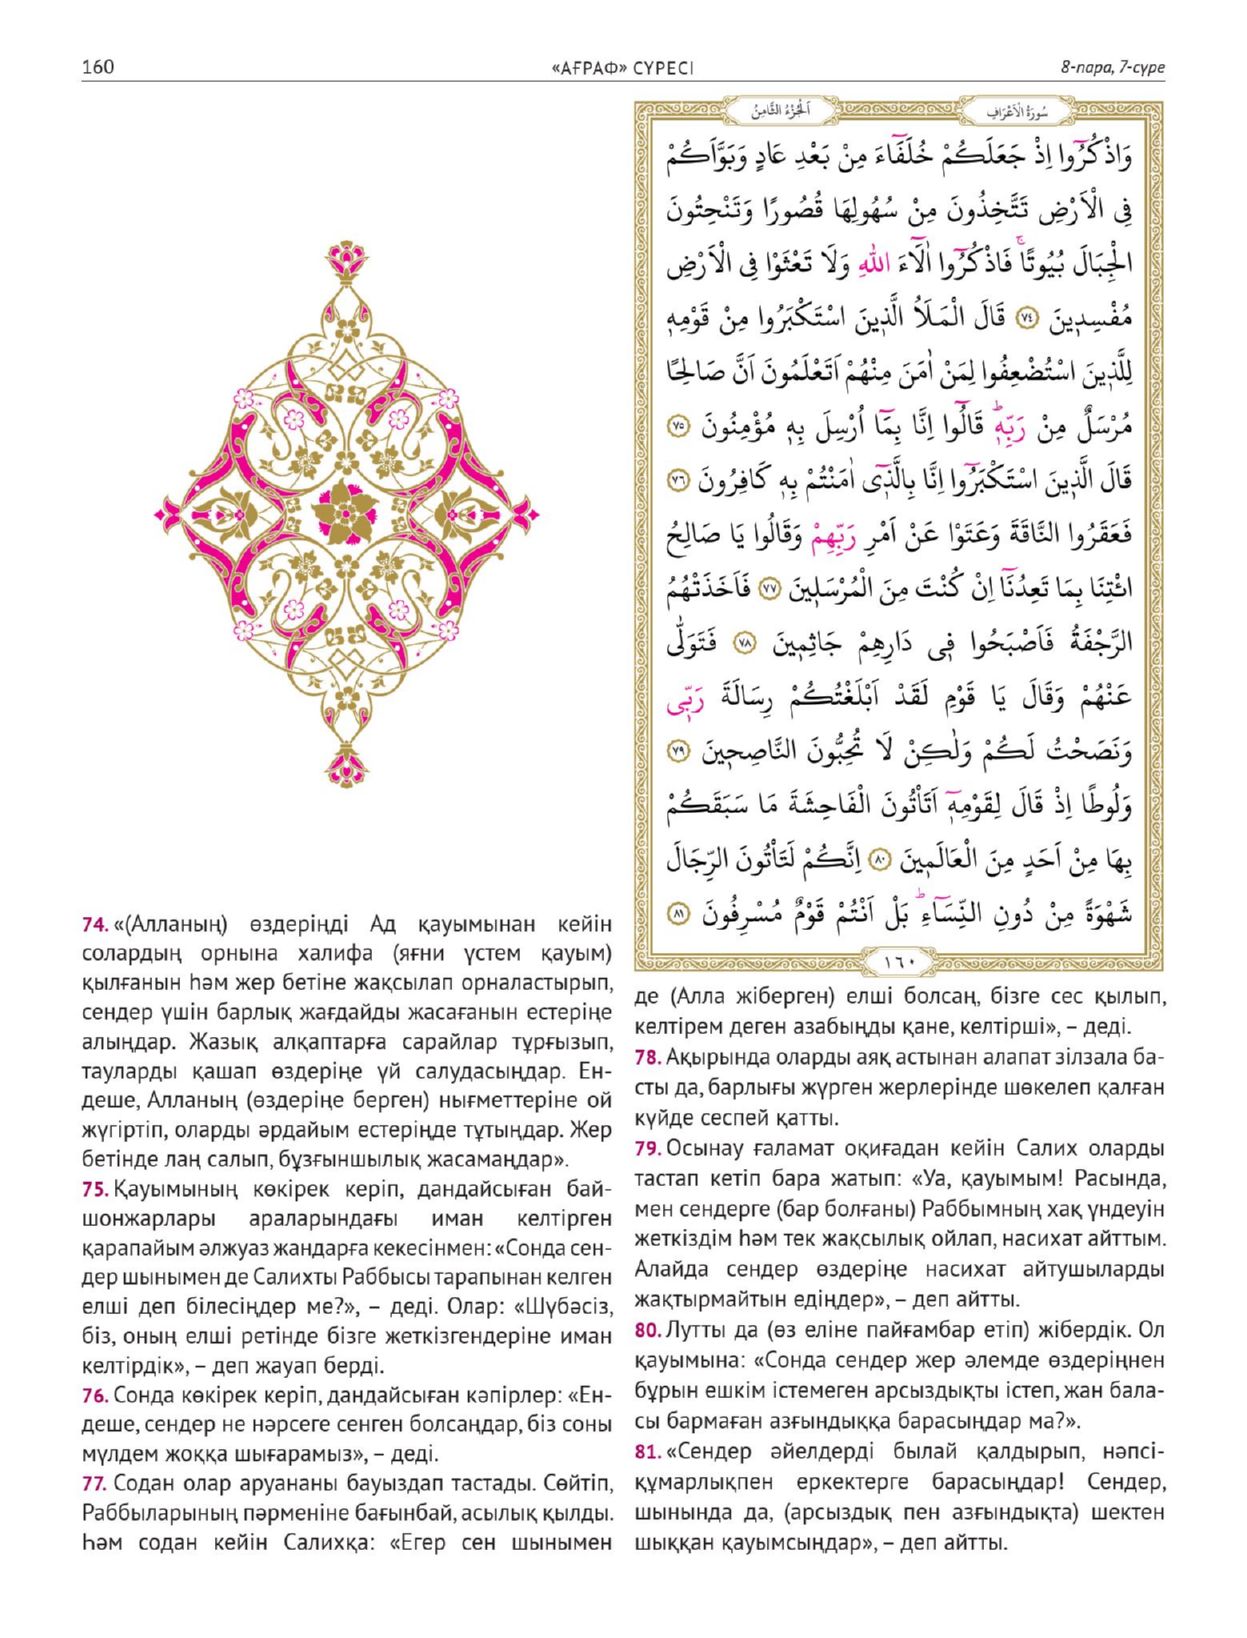 160
«АҒРАФ» СҮРЕСІ
8-пара, 7-сүре
اَلْجُزْءُ الثَّامِنُ
سُورَةُ الْاَعْرَافِ
وَاذْكُرُٓوا اِذْ جَعَلَكُمْ خُلَفَٓاءَ مِنْ بَعْدِ عَادٍ وَبَوَّاَكُمْ
فِى الْاَرْضِ تَتَّخِذُونَ مِنْ سُهُولِهَا قُصُورًا وَتَنْحِتُونَ
الْجِبَالَ بُيُوتًاۚ فَاذْكُرُٓوا اٰلَٓاءَ اللّٰهِ وَلَا تَعْثَوْا فِى الْاَرْضِ
مُفْسِدٖينَ ﴿٧٤﴾ قَالَ الْمَلَاُ الَّذٖينَ اسْتَكْبَرُوا مِنْ قَوْمِهٖ
لِلَّذٖينَ اسْتُضْعِفُوا لِمَنْ اٰمَنَ مِنْهُمْ اَتَعْلَمُونَ اَنَّ صَالِحًا
مُرْسَلٌ مِنْ رَبِّهٖؕ قَالُٓوا اِنَّا بِمَٓا اُرْسِلَ بِهٖ مُؤْمِنُونَ ﴿٧٥﴾
قَالَ الَّذٖينَ اسْتَكْبَرُٓوا اِنَّا بِالَّذٖٓى اٰمَنْتُمْ بِهٖ كَافِرُونَ ﴿٧٦﴾
فَعَقَرُوا النَّاقَةَ وَعَتَوْا عَنْ اَمْرِ رَبِّهِمْ وَقَالُوا يَا صَالِحُ
ائْتِنَا بِمَا تَعِدُنَٓا اِنْ كُنْتَ مِنَ الْمُرْسَلٖينَ ﴿٧٧﴾ فَاَخَذَتْهُمُ
الرَّجْفَةُ فَاَصْبَحُوا فٖى دَارِهِمْ جَاثِمٖينَ ﴿٧٨﴾ فَتَوَلّٰى
عَنْهُمْ وَقَالَ يَا قَوْمِ لَقَدْ اَبْلَغْتُكُمْ رِسَالَةَ رَبّٖى
وَنَصَحْتُ لَكُمْ وَلٰكِنْ لَا تُحِبُّونَ النَّاصِحٖينَ ﴿٧٩﴾
وَلُوطًا اِذْ قَالَ لِقَوْمِهٖٓ اَتَأْتُونَ الْفَاحِشَةَ مَا سَبَقَكُمْ
بِهَا مِنْ اَحَدٍ مِنَ الْعَالَمٖينَ ﴿٨٠﴾ اِنَّكُمْ لَتَأْتُونَ الرِّجَالَ
شَهْوَةً مِنْ دُونِ النِّسَٓاءِؕ بَلْ اَنْتُمْ قَوْمٌ مُسْرِفُونَ ﴿٨١﴾
١٦٠
74. «(Алланың) өздеріңді Ад қауымынан кейін
солардың орнына халифа (яғни үстем қауым)
қылғанын һәм жер бетіне жақсылап орналастырып,
сендер үшін барлық жағдайды жасағанын естеріңе
алыңдар. Жазық алқаптарға сарайлар тұрғызып,
тауларды қашап өздеріңе үй салудасыңдар. Ен-
деше, Алланың (өздеріңе берген) нығметтеріне ой
жүгіртіп, оларды әрдайым естеріңде тұтыңдар. Жер
бетінде лаң салып, бұзғыншылық жасамаңдар».
75. Қауымының көкірек керіп, дандайсыған бай-
шонжарлары араларындағы иман келтірген
қарапайым әлжуаз жандарға кекесінмен: «Сонда сен-
дер шынымен де Салихты Раббысы тарапынан келген
елші деп білесіңдер ме?», – деді. Олар: «Шүбәсіз,
біз, оның елші ретінде бізге жеткізгендеріне иман
келтірдік», – деп жауап берді.
76. Сонда көкірек керіп, дандайсыған кәпірлер: «Ен-
деше, сендер не нәрсеге сенген болсаңдар, біз соны
мүлдем жоққа шығарамыз», – деді.
77. Содан олар аруананы бауыздап тастады. Сөйтіп,
Раббыларының пәрменіне бағынбай, асылық қылды.
Һәм содан кейін Салихқа: «Егер сен шынымен
де (Алла жіберген) елші болсаң, бізге сес қылып,
келтірем деген азабыңды қане, келтірші», – деді.
78. Ақырында оларды аяқ астынан алапат зілзала ба-
сты да, барлығы жүрген жерлерінде шөкелеп қалған
күйде сеспей қатты.
79. Осынау ғаламат оқиғадан кейін Салих оларды
тастап кетіп бара жатып: «Уа, қауымым! Расында,
мен сендерге (бар болғаны) Раббымның хақ үндеуін
жеткіздім һәм тек жақсылық ойлап, насихат айттым.
Алайда сендер өздеріңе насихат айтушыларды
жақтырмайтын едіңдер», – деп айтты.
80. Лутты да (өз еліне пайғамбар етіп) жібердік. Ол
қауымына: «Сонда сендер жер әлемде өздеріңнен
бұрын ешкім істемеген арсыздықты істеп, жан бала-
сы бармаған азғындыққа барасыңдар ма?».
81. «Сендер әйелдерді былай қалдырып, нәпсі-
құмарлықпен еркектерге барасыңдар! Сендер,
шынында да, (арсыздық пен азғындықта) шектен
шыққан қауымсыңдар», – деп айтты.